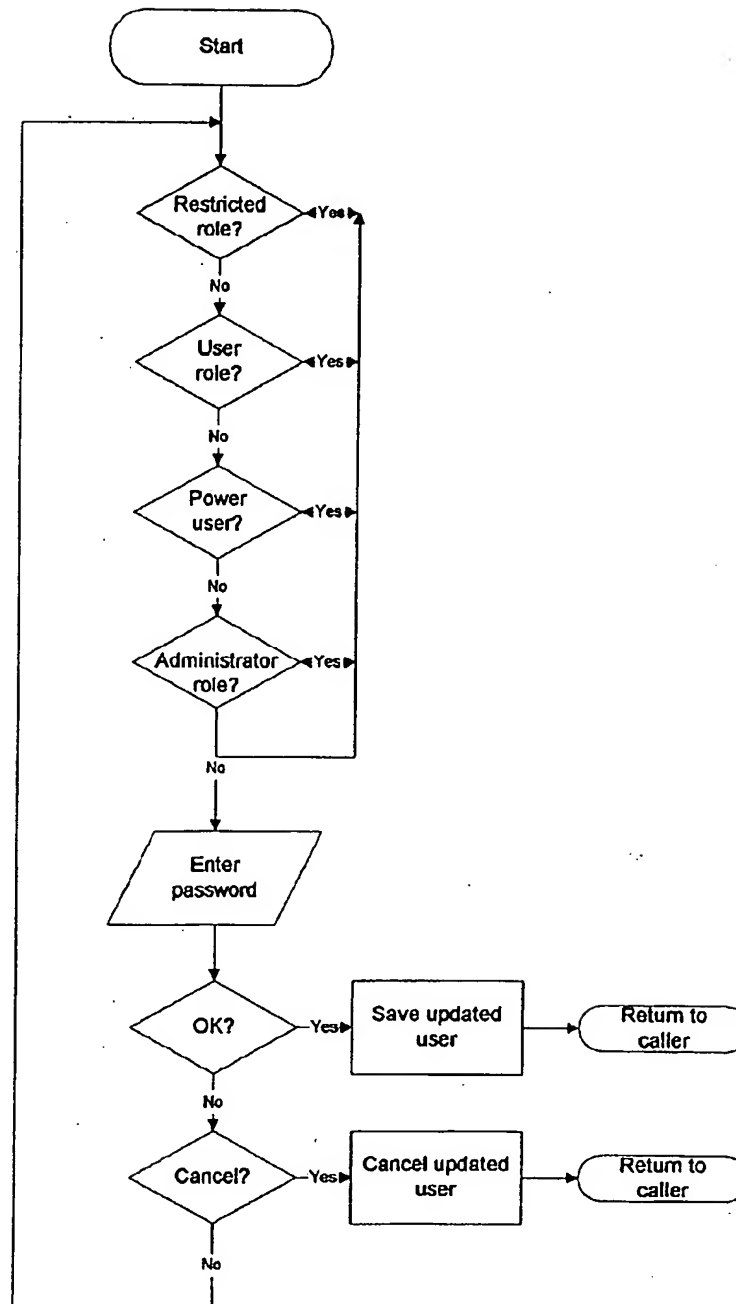 Start
Restricted
role?
Yes
No
User
role?
Yes
No
Power
user?
Yes
No
Administrator
role?
Yes
No
Enter
password
OK?
Yes
Save updated
user
Return to
caller
No
Cancel?
Yes
Cancel updated
user
Return to
caller
No